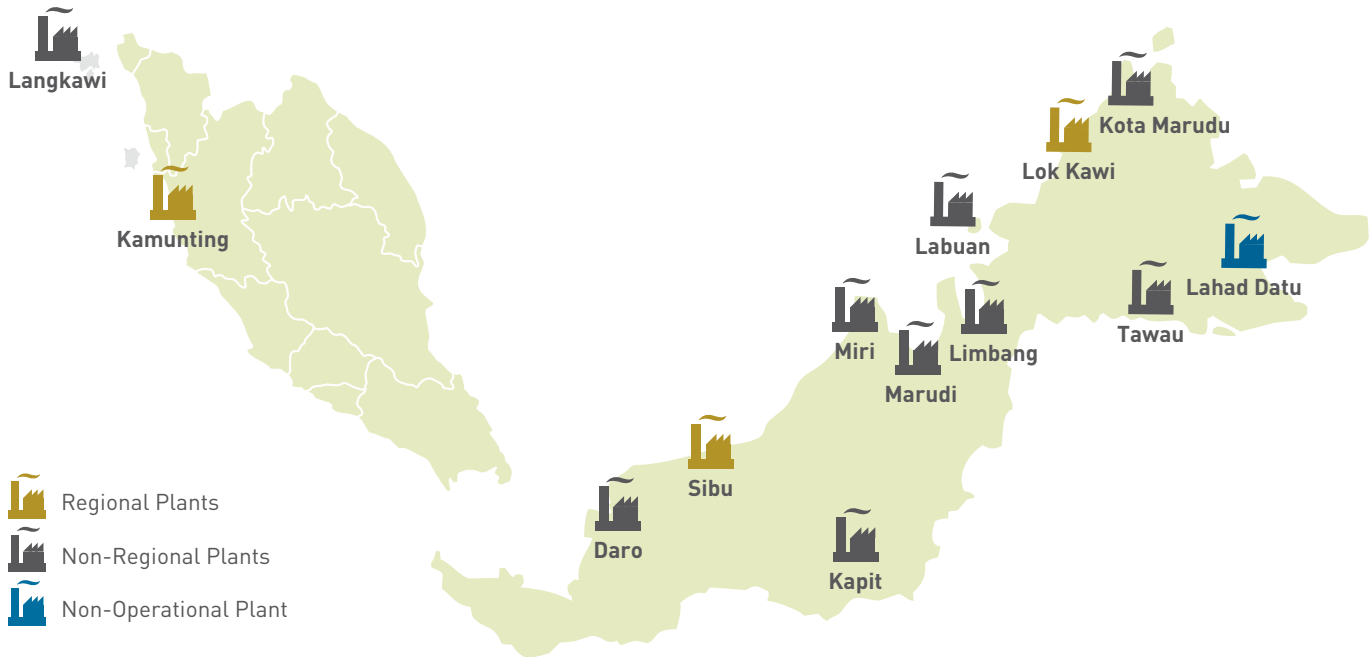 Langkawi
Kota Marudu
Lok Kawi
Kamunting
Labuan
Lahad Datu
Tawau
Miri
Limbang
Marudi
Sibu
Daro
Kapit
Regional Plants
Non-Regional Plants
Non-Operational Plant